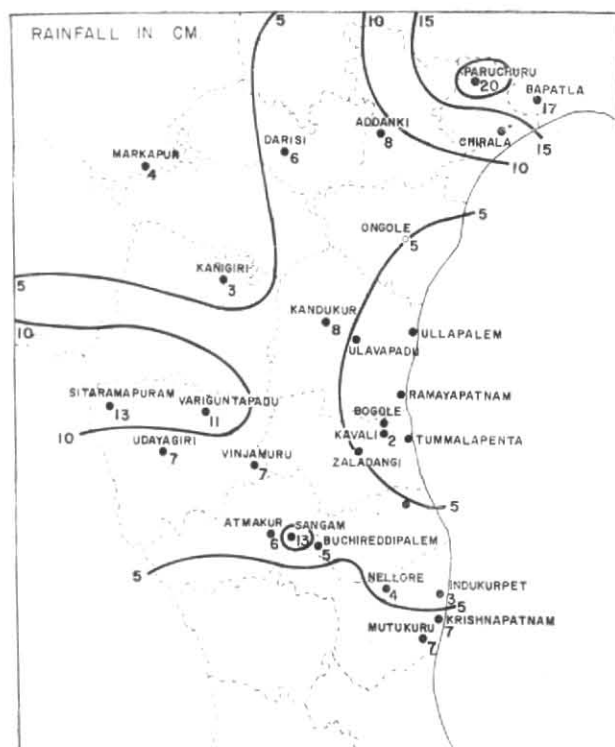 5
10
15
RAINFALL IN CM.
PARUCHURU
20
BAPATLA
17
ADDANKI
8
CHIRALA
15
DARISI
6
MARKAPUR
4
10
5
ONGOLE
5
KANIGIRI
3
5
KANDUKUR
8
10
ULLAPALEM
ULAVAPADU
SITARAMAPURAM
13
VARIGUNTAPADU
11
RAMAYAPATNAM
BOGOLE
10
KAVALI
2
TUMMALAPENTA
UDAYAGIRI
7
VINJAMURU
7
ZALADANGI
5
ATMAKUR
6
SANGAM
13
BUCHIREDDIPALEM
5
5
NELLORE
4
INDUKURPET
3
5
KRISHNAPATNAM
7
MUTUKURU
7